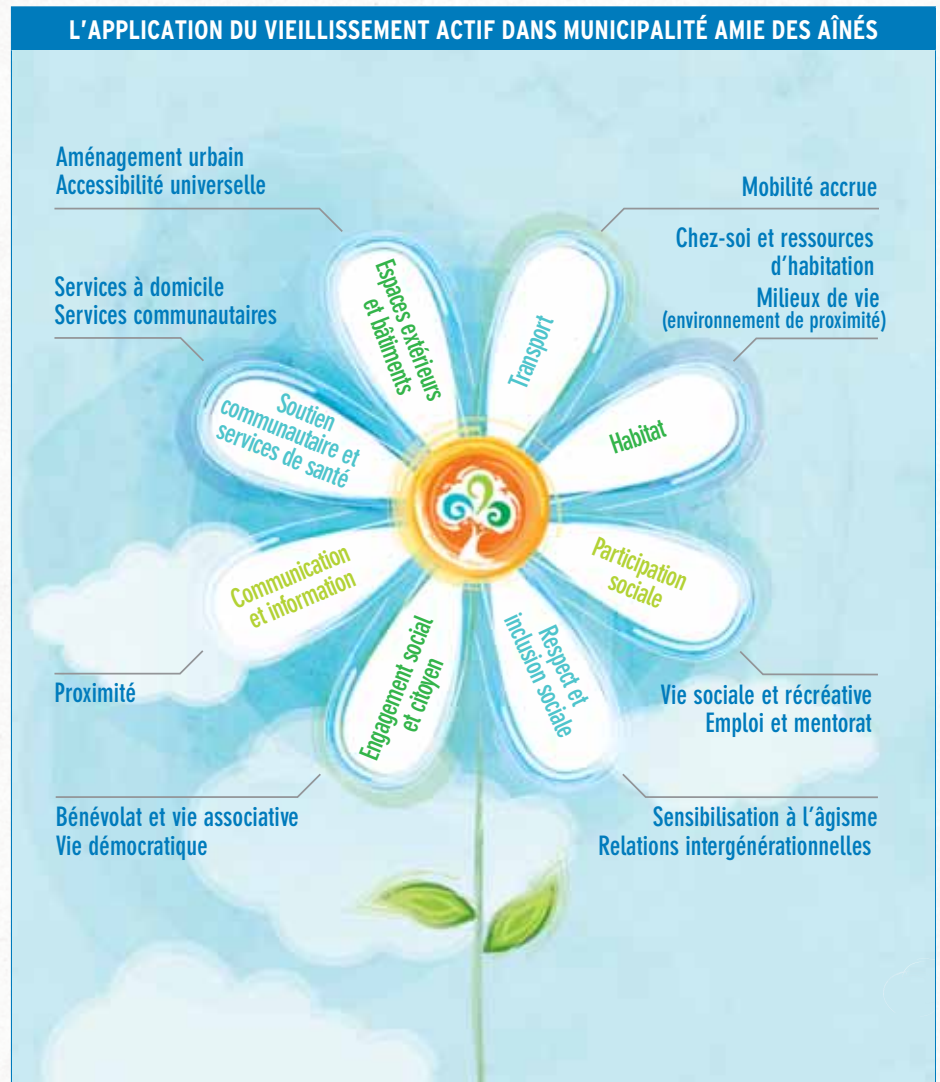 L'APPLICATION DU VIEILLISSEMENT ACTIF DANS MUNICIPALITÉ AMIE DES AÎNÉS
Aménagement urbain
Accessibilité universelle
Mobilité accrue
Chez-soi et ressources
d'habitation
Milieux de vie
(environnement de proximité)
Services à domicile
Services communautaires
Espaces extérieurs
et bâtiments
Transport
Soutien
communautaire et
services de santé
Habitat
Communication
et information
Participation
sociale
Engagement social
et citoyen
Respect et
inclusion sociale
Proximité
Vie sociale et récréative
Emploi et mentorat
Bénévolat et vie associative
Vie démocratique
Sensibilisation à l'âgisme
Relations intergénérationnelles